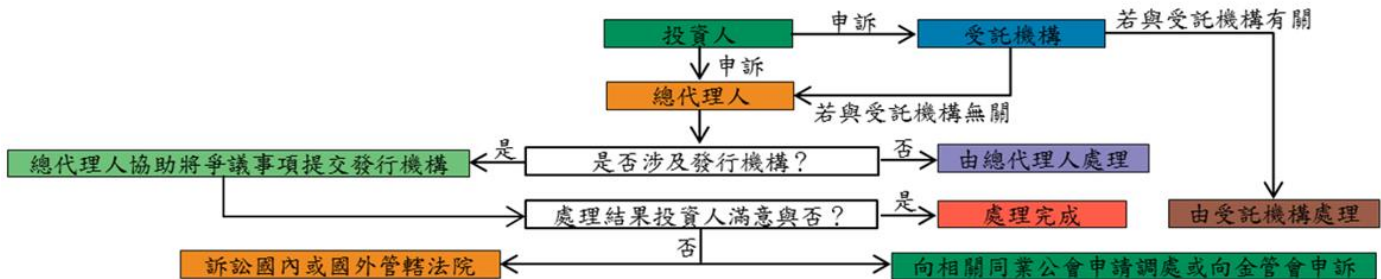 投資人
申訴
受託機構
若與受託機構有關
申訴
總代理人
若與受託機構無關
總代理人協助將爭議事項提交發行機構
是
是否涉及發行機構？
否
由總代理人處理
處理結果投資人滿意與否？
是
處理完成
由受託機構處理
否
訴訟國內或國外管轄法院
向相關同業公會申請調處或向金管會申訴